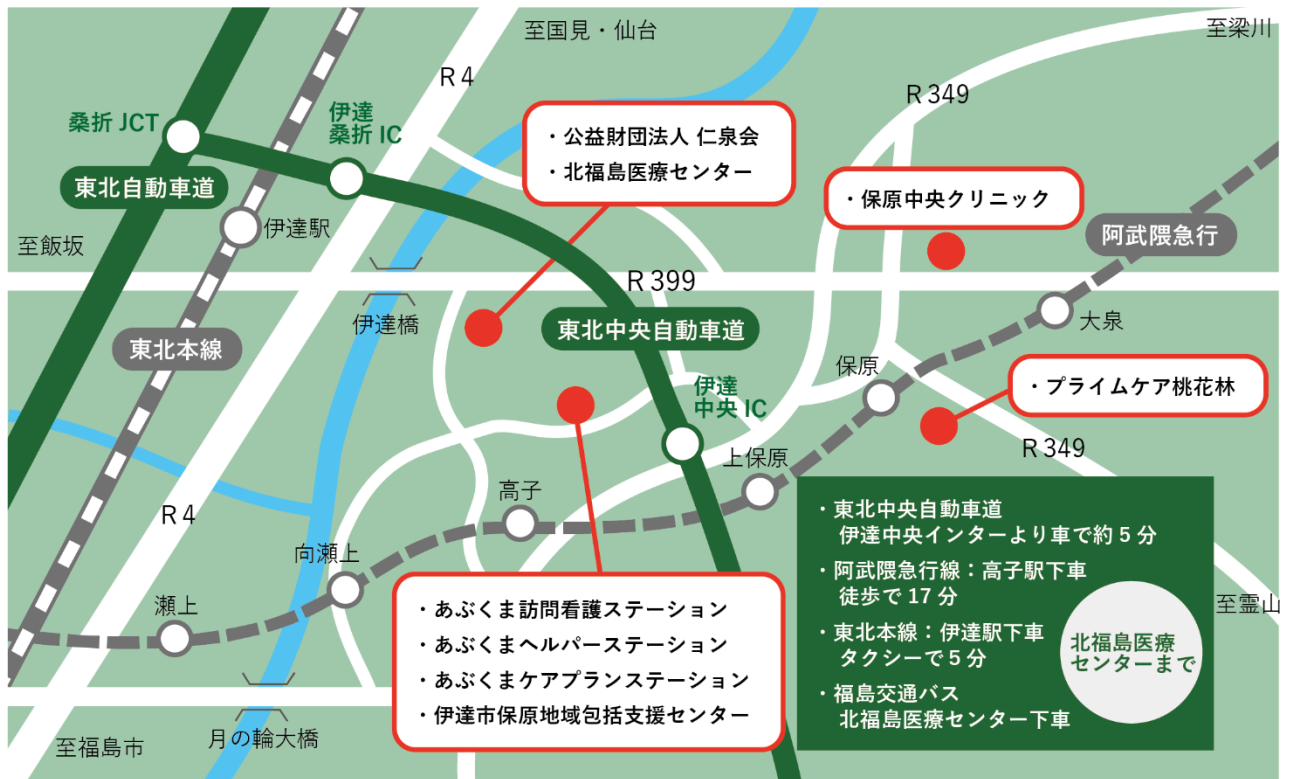 至国見・仙台
至梁川
R 4
R 349
伊達
桑折 IC
桑折 JCT
・公益財団法人 仁泉会
・北福島医療センター
東北自動車道
・保原中央クリニック
伊達駅
阿武隈急行
至飯坂
R 399
伊達橋
東北中央自動車道
大泉
東北本線
保原
伊達
中央 IC
・プライムケア桃花林
R 349
上保原
高子
R 4
向瀬上
瀬上
・東北中央自動車道
伊達中央インターより車で約 5 分
・阿武隈急行線：高子駅下車
徒歩で 17 分
・東北本線：伊達駅下車
タクシーで 5 分
・福島交通バス
北福島医療センター下車
北福島医療
センターまで
至霊山
・あぶくま訪問看護ステーション
・あぶくまヘルパーステーション
・あぶくまケアプランステーション
・伊達市保原地域包括支援センター
月の輪大橋
至福島市